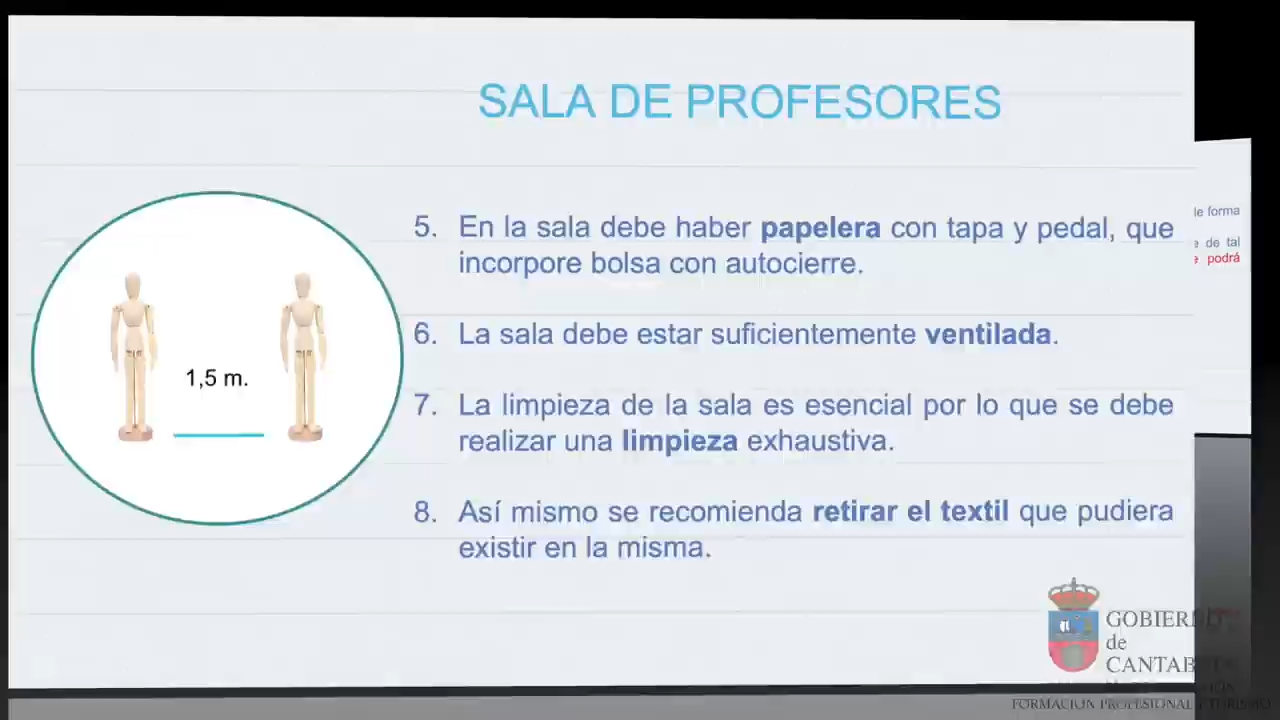 SALA DE PROFESORES
5. En la sala debe haber papelera con tapa y pedal, que
incorpore bolsa con autocierre.
6. La sala debe estar suficientemente ventilada.
7. La limpieza de la sala es esencial por lo que se debe
realizar una limpieza exhaustiva.
8. Así mismo se recomienda retirar el textil que pudiera
existir en la misma.
1,5 m.
forma
de tal
podrá
GOBIERNO
de
CANTABRIA
FORMACIÓN PROFESIONAL Y TURISMO